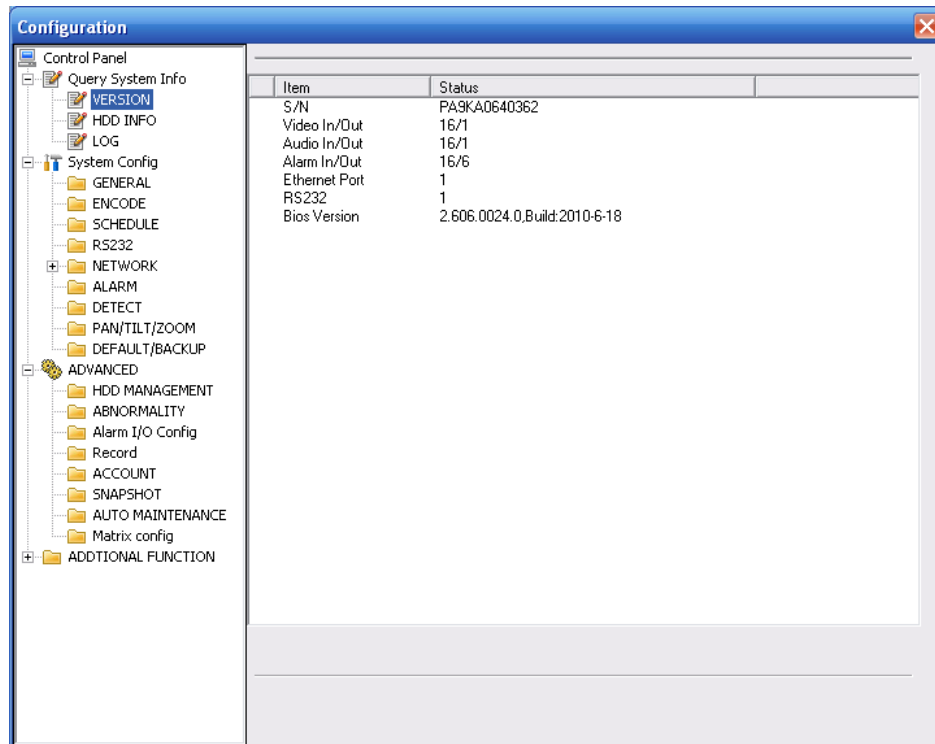 Configuration
Control Panel
Query System Info
VERSION
HDD INFO
LOG
System Config
GENERAL
ENCODE
SCHEDULE
RS232
NETWORK
ALARM
DETECT
PAN/TILT/ZOOM
DEFAULT/BACKUP
ADVANCED
HDD MANAGEMENT
ABNORMALITY
Alarm I/O Config
Record
ACCOUNT
SNAPSHOT
AUTO MAINTENANCE
Matrix config
ADDTIONAL FUNCTION
Item Status
S/N PA9KA0640362
Video In/Out 16/1
Audio In/Out 16/1
Alarm In/Out 16/6
Ethernet Port 1
RS232 1
Bios Version 2.606.0024.0,Build:2010-6-18